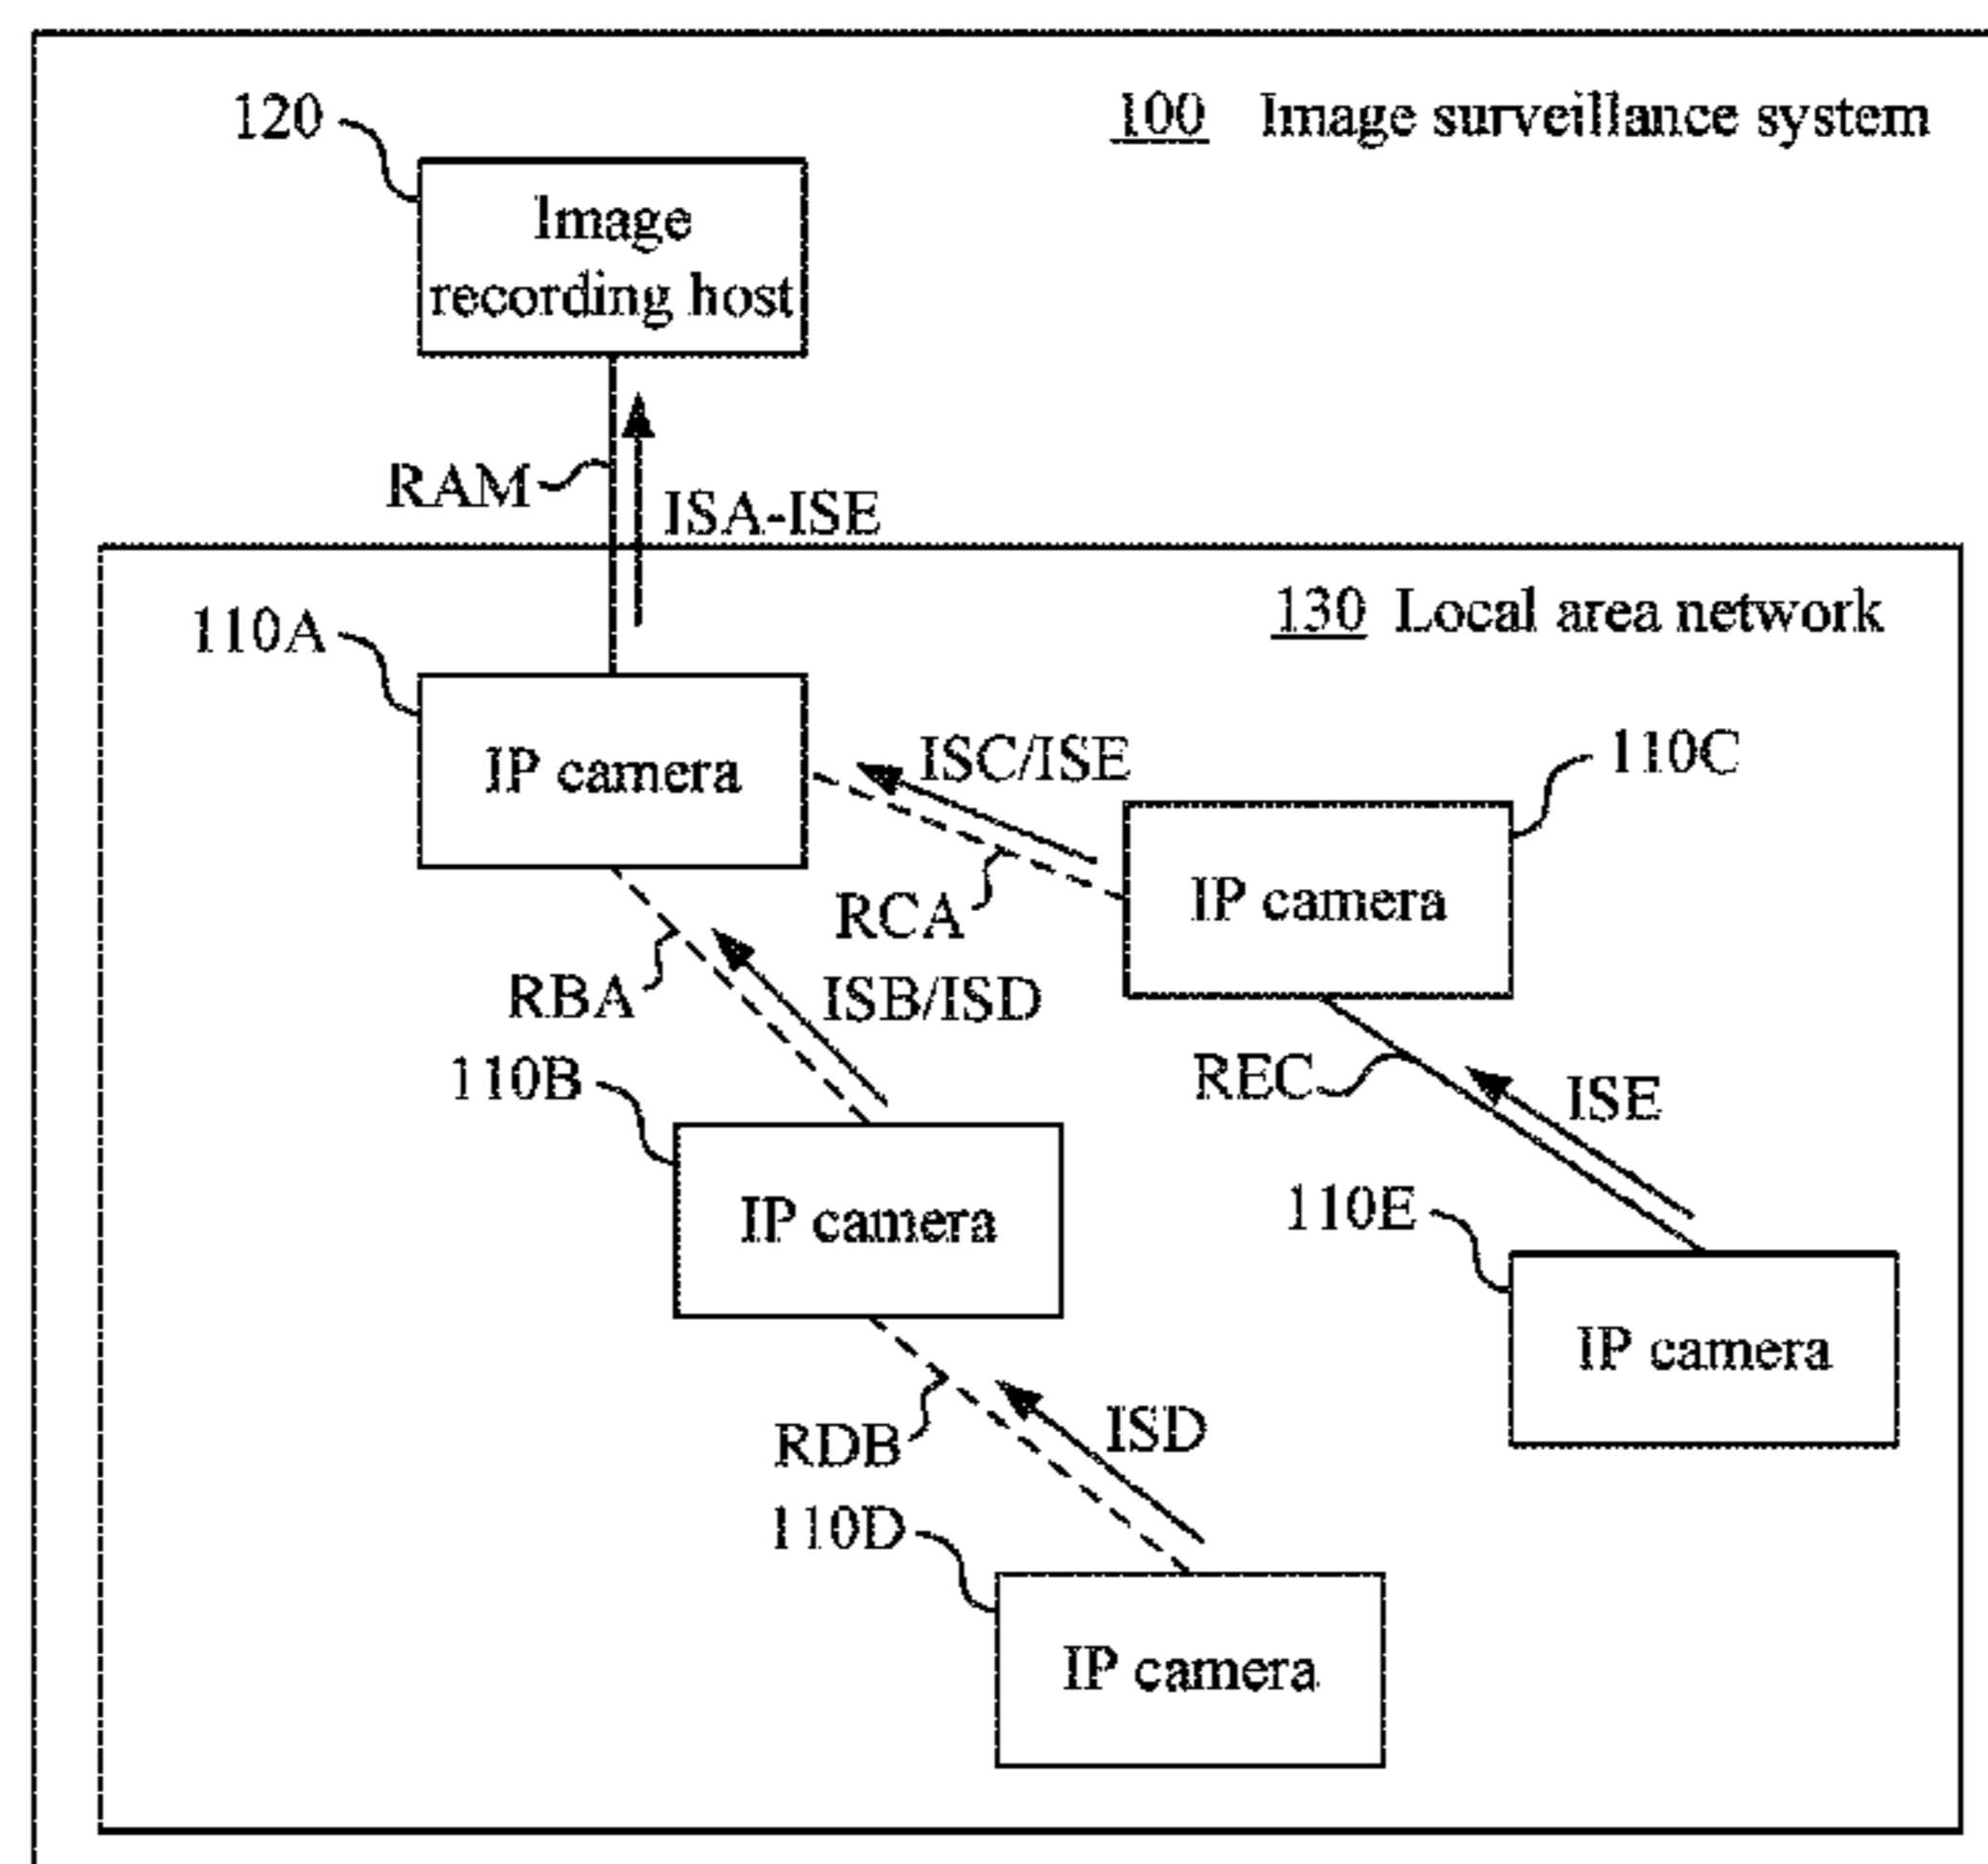 120
100 Image surveillance system
Image
recording host
RAM
ISA-ISE
130 Local area network
110A
IP camera
ISC/ISE
110C
RCA
IP camera
RBA
ISB/ISD
110B
REC
ISE
IP camera
110E
IP camera
RDB
ISD
110D
IP camera